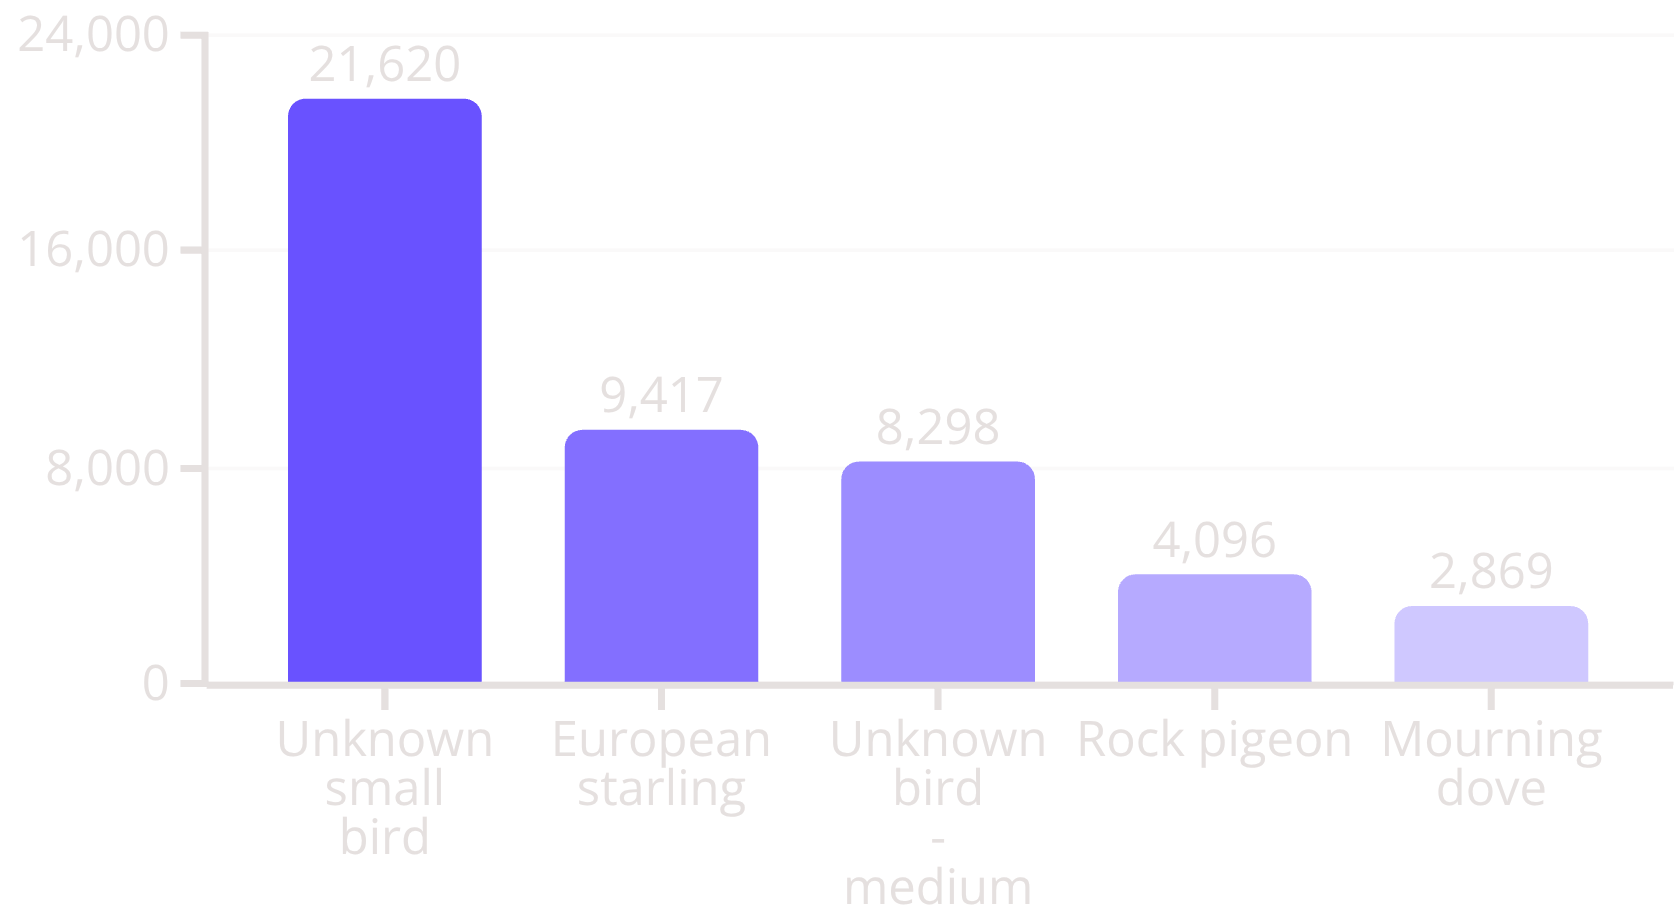 24,000
21,620
16,000
9,417
8,298
8,000
4,096
2,869
0
Unknown small bird
European starling
Unknown bird - medium
Rock pigeon
Mourning dove